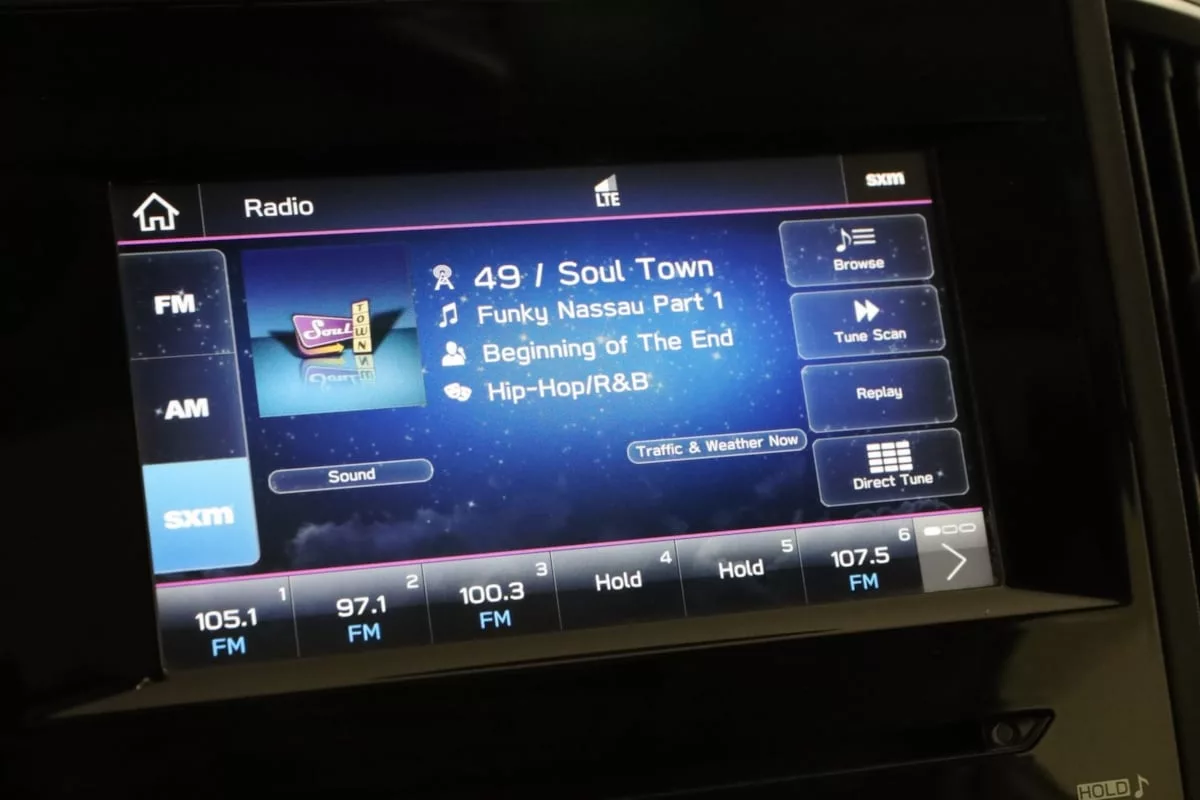 Radio
LTE
sxm
FM
AM
sxm
Soul
TOWN
49 / Soul Town
Funky Nassau Part 1
Beginning of The End
Hip-Hop/R&B
Sound
Traffic & Weather Now
Browse
Tune Scan
Replay
Direct Tune
1
105.1
FM
2
97.1
FM
3
100.3
FM
4
Hold
5
Hold
6
107.5
FM
HOLD